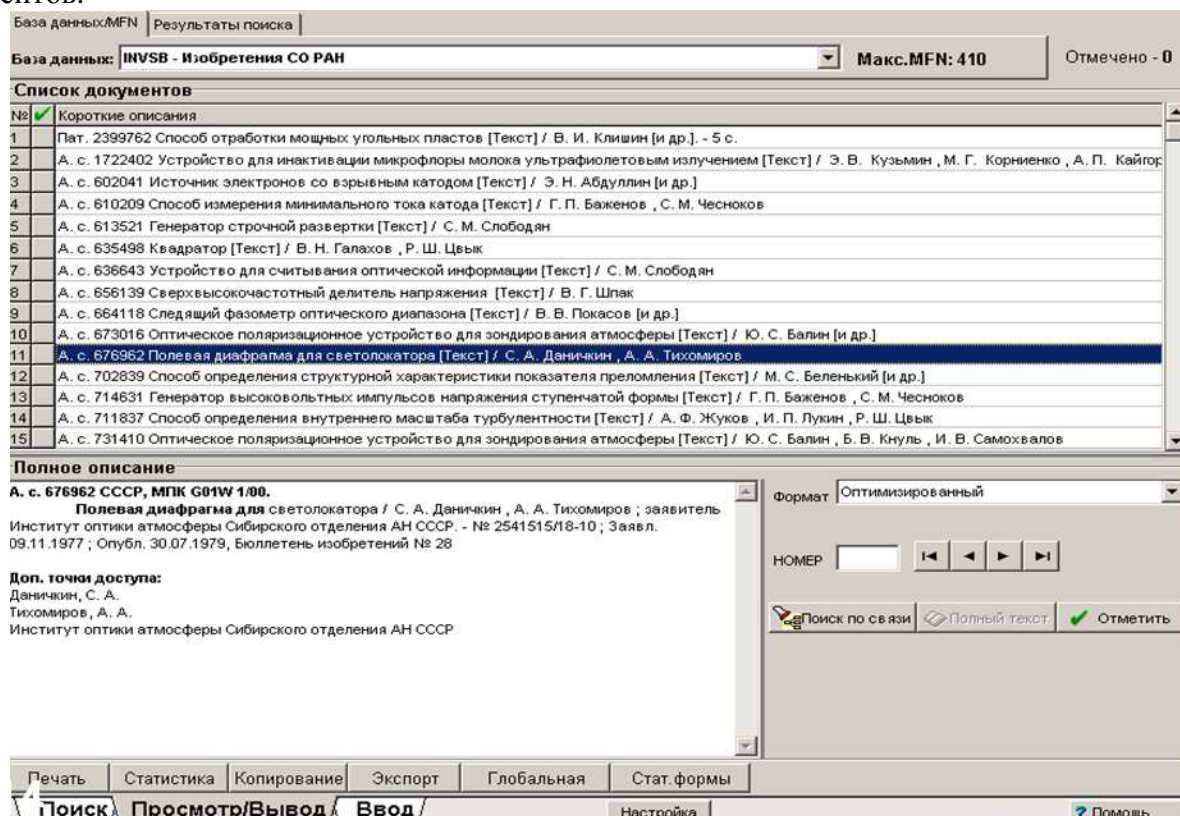 ентов.
База данных/MFN Результаты поиска
База данных: INVSB - Изобретения СО РАН Макс.MFN: 410 Отмечено - 0
Список документов
№ Короткие описания
1 Пат. 2399762 Способ отработки мощных угольных пластов [Текст] / В. И. Клишин [и др.]. - 5 с.
2 А. с. 1722402 Устройство для инактивации микрофлоры молока ультрафиолетовым излучением [Текст] / Э. В. Кузьмин , М. Г. Корниенко , А. П. Кайгор
3 А. с. 602041 Источник электронов со взрывным катодом [Текст] / Э. Н. Абдуллин [и др.]
4 А. с. 610209 Способ измерения минимального тока катода [Текст] / Г. П. Баженов , С. М. Чесноков
5 А. с. 613521 Генератор строчной развертки [Текст] / С. М. Слободян
6 А. с. 635498 Квадратор [Текст] / В. Н. Галахов , Р. Ш. Цвык
7 А. с. 636643 Устройство для считывания оптической информации [Текст] / С. М. Слободян
8 А. с. 656139 Сверхвысокочастотный делитель напряжения [Текст] / В. Г. Шпак
9 А. с. 664118 Следящий фазометр оптического диапазона [Текст] / В. В. Покасов [и др.]
10 А. с. 673016 Оптическое поляризационное устройство для зондирования атмосферы [Текст] / Ю. С. Балин [и др.]
11 А. с. 676962 Полевая диафрагма для светолокатора [Текст] / С. А. Даничкин , А. А. Тихомиров
12 А. с. 702839 Способ определения структурной характеристики показателя преломления [Текст] / М. С. Беленький [и др.]
13 А. с. 714631 Генератор высоковольтных импульсов напряжения ступенчатой формы [Текст] / Г. П. Баженов , С. М. Чесноков
14 А. с. 711837 Способ определения внутреннего масштаба турбулентности [Текст] / А. Ф. Жуков , И. П. Лукин , Р. Ш. Цвык
15 А. с. 731410 Оптическое поляризационное устройство для зондирования атмосферы [Текст] / Ю. С. Балин , Б. В. Кнуль , И. В. Самохвалов
Полное описание
А. с. 676962 СССР, МПК G01W 1/00.
Полевая диафрагма для светолокатора / С. А. Даничкин , А. А. Тихомиров ; заявитель
Институт оптики атмосферы Сибирского отделения АН СССР. - № 2541515/18-10 ; Заявл.
09.11.1977 ; Опубл. 30.07.1979, Бюллетень изобретений № 28
Доп. точки доступа:
Даничкин, С. А.
Тихомиров, А. А.
Институт оптики атмосферы Сибирского отделения АН СССР
Формат Оптимизированный
НОМЕР
Поиск по связи Полный текст Отметить
Печать Статистика Копирование Экспорт Глобальная Стат.формы
4
Поиск Просмотр/Вывод Ввод Настройка ? Помощь